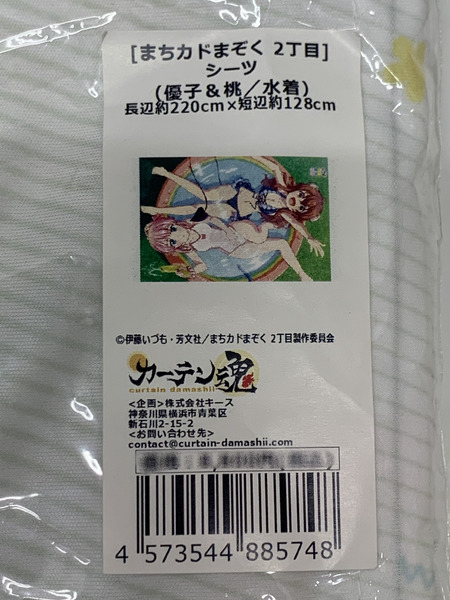 [まちカドまぞく 2丁目]
シーツ
(優子＆桃／水着)
長辺約220cm×短辺約128cm
©伊藤いづも・芳文社/まちカドまぞく 2丁目製作委員会
カーテン魂
curtain damashii
<企画>株式会社キース
神奈川県横浜市青葉区
新石川2-15-2
<お問い合わせ先>
contact@curtain-damashii.com
4 573544 885748